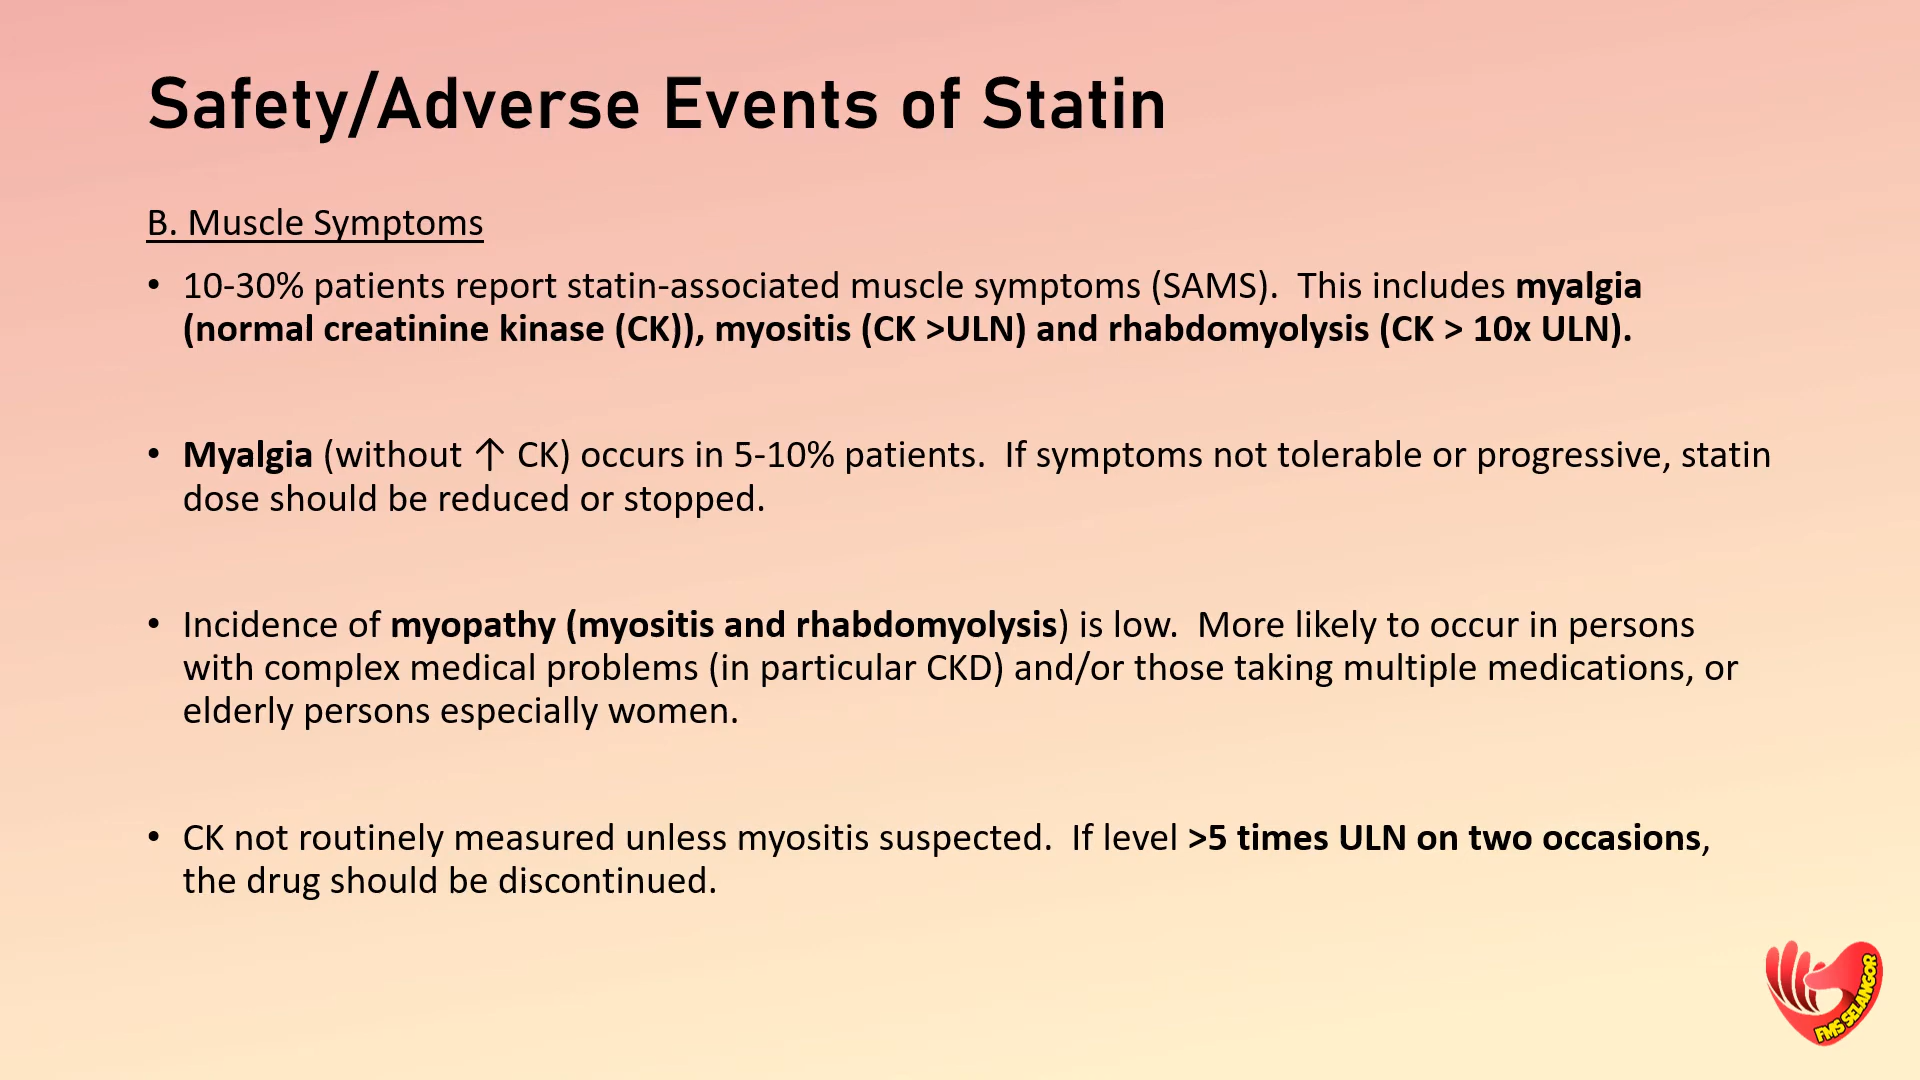 Safety/Adverse Events of Statin
B. Muscle Symptoms
• 10-30% patients report statin-associated muscle symptoms (SAMS).  This includes myalgia
(normal creatinine kinase (CK)), myositis (CK >ULN) and rhabdomyolysis (CK > 10x ULN).
• Myalgia (without ↑ CK) occurs in 5-10% patients.  If symptoms not tolerable or progressive, statin
dose should be reduced or stopped.
• Incidence of myopathy (myositis and rhabdomyolysis) is low.  More likely to occur in persons
with complex medical problems (in particular CKD) and/or those taking multiple medications, or
elderly persons especially women.
• CK not routinely measured unless myositis suspected.  If level >5 times ULN on two occasions,
the drug should be discontinued.
FMS SELANGOR